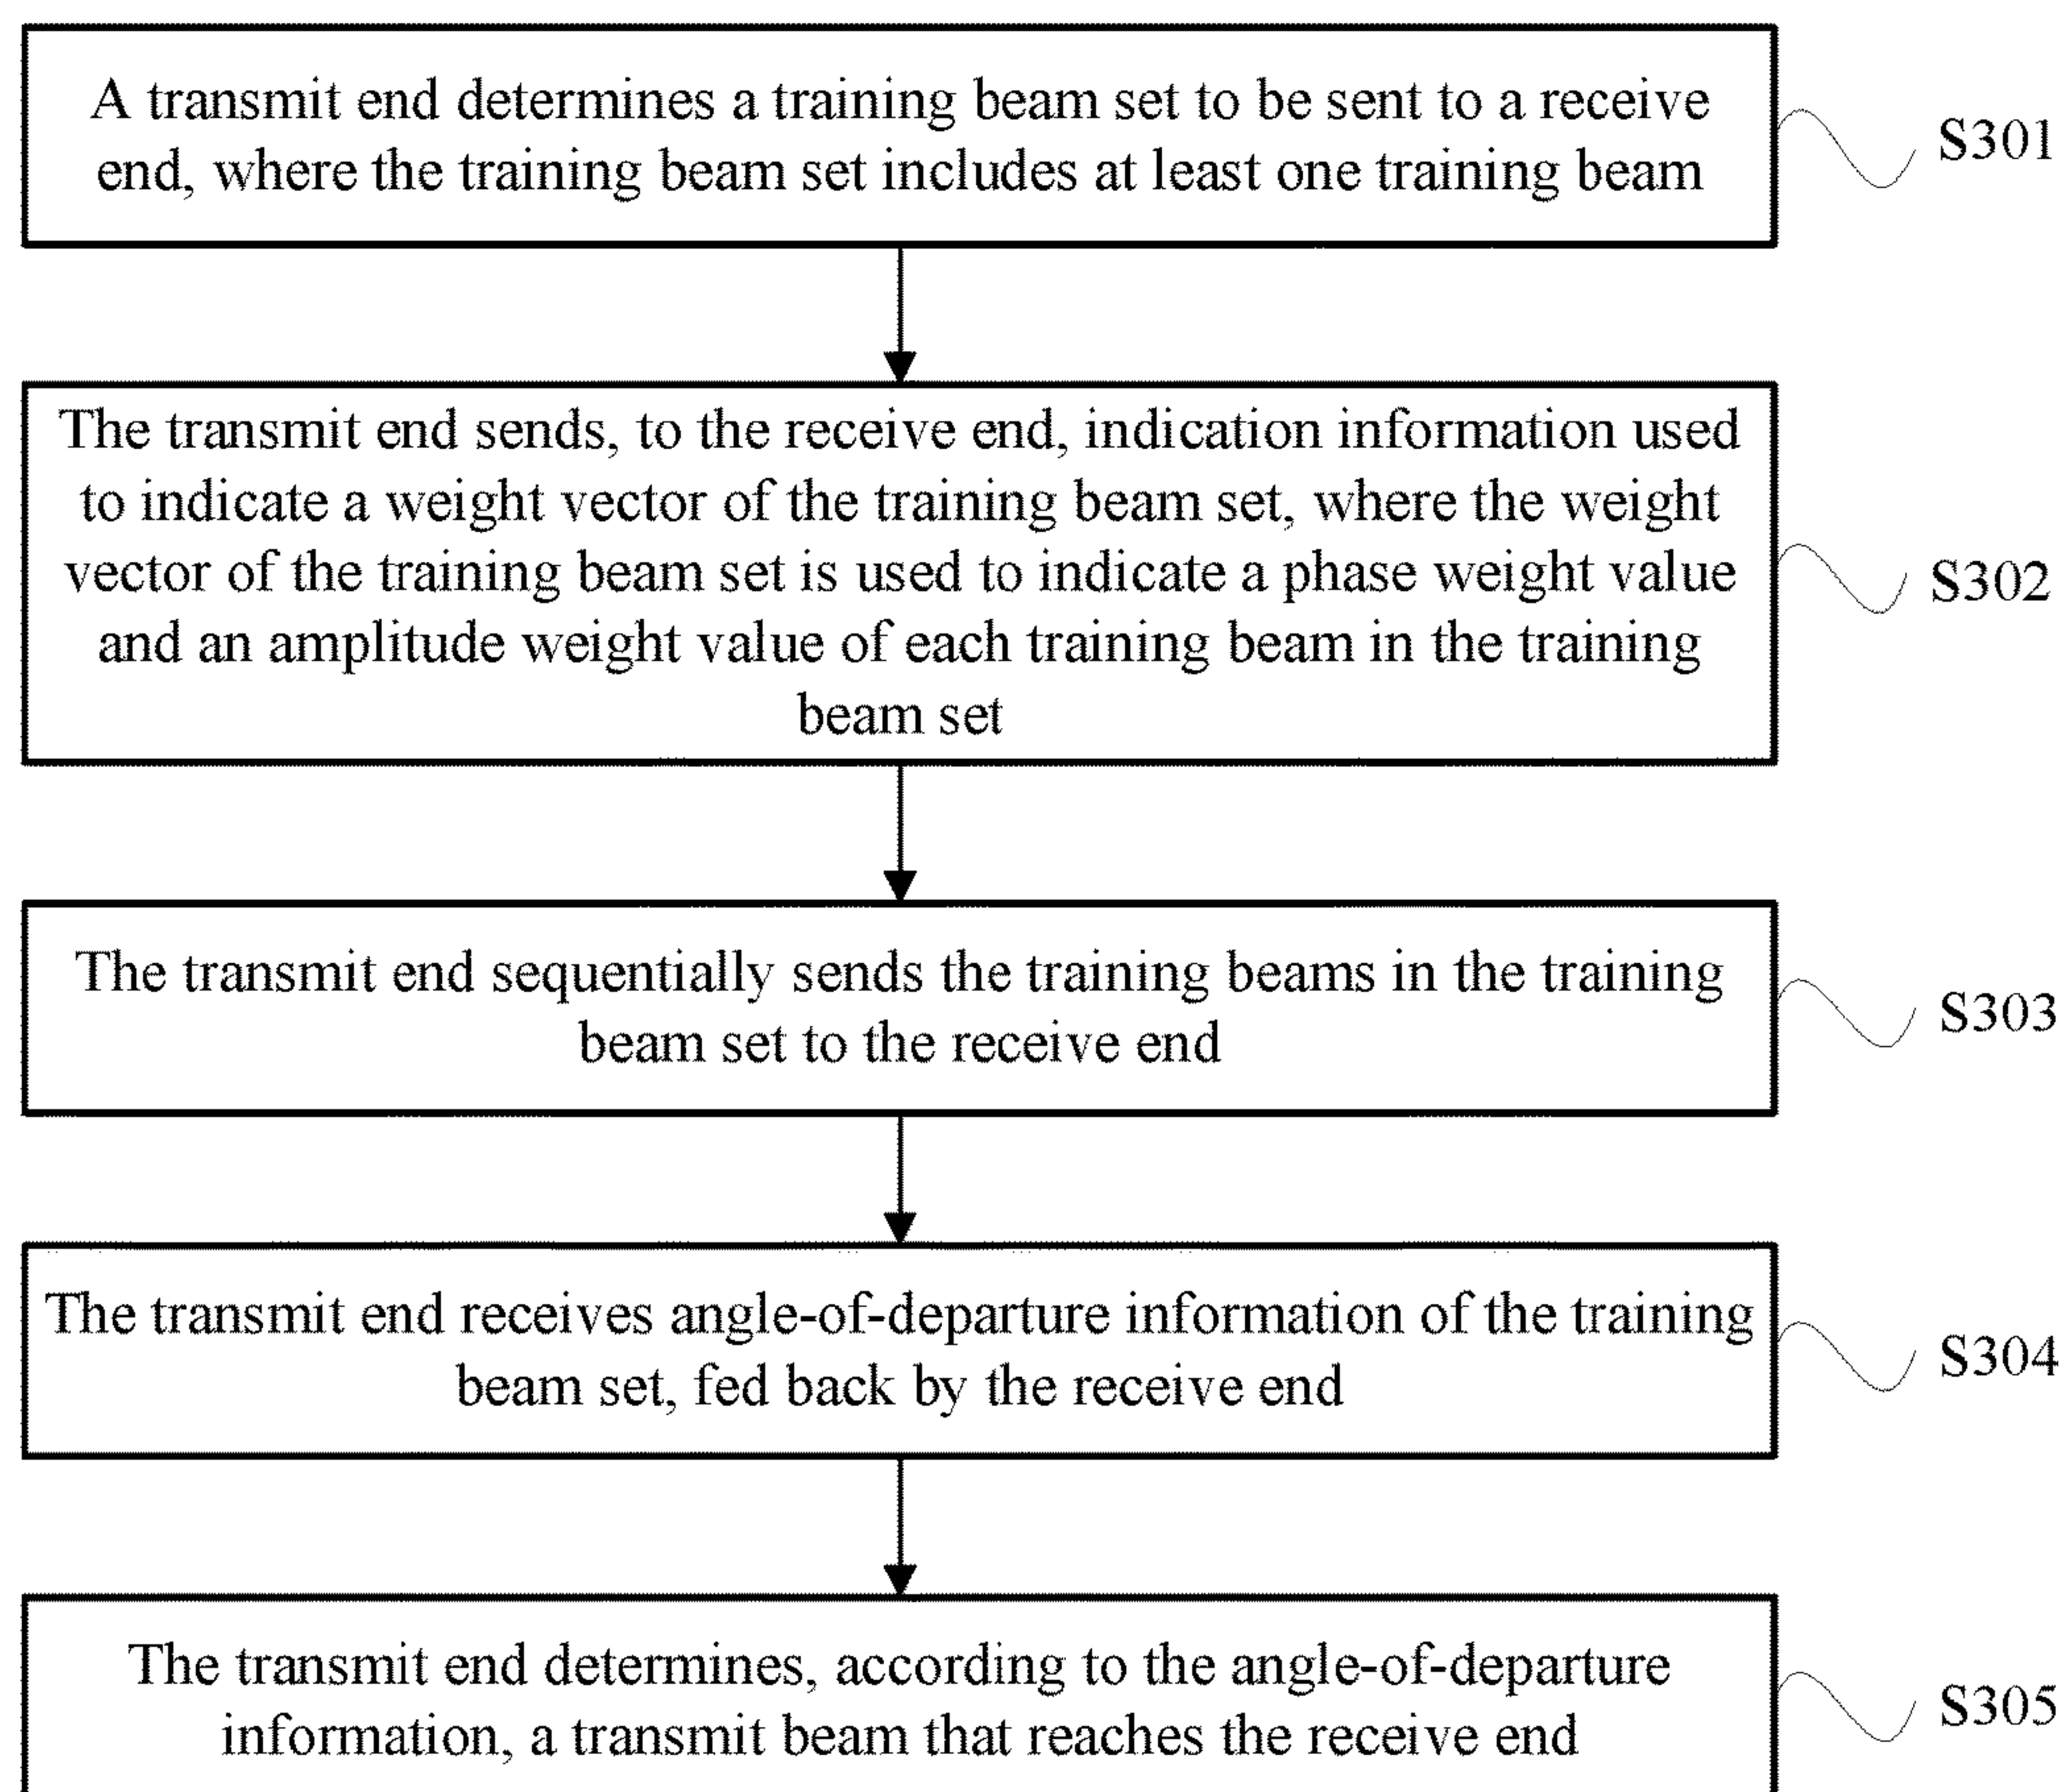 A transmit end determines a training beam set to be sent to a receive
end, where the training beam set includes at least one training beam
S301
The transmit end sends, to the receive end, indication information used
to indicate a weight vector of the training beam set, where the weight
vector of the training beam set is used to indicate a phase weight value
and an amplitude weight value of each training beam in the training
beam set
S302
The transmit end sequentially sends the training beams in the training
beam set to the receive end
S303
The transmit end receives angle-of-departure information of the training
beam set, fed back by the receive end
S304
The transmit end determines, according to the angle-of-departure
information, a transmit beam that reaches the receive end
S305